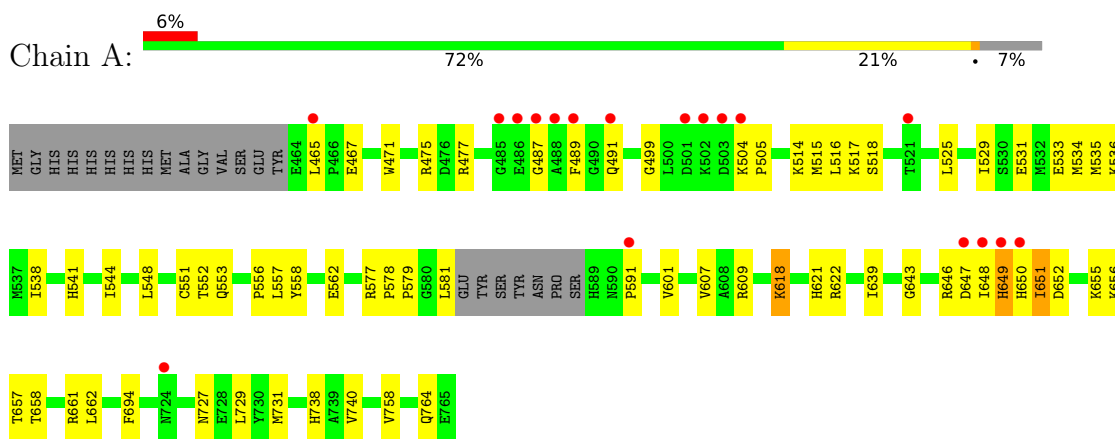 6%
Chain A:
72% 21% • 7%
MET GLY HIS HIS HIS HIS HIS HIS MET ALA GLY VAL SER GLU TYR E464 L465 P466 E467 W471 R475 D476 R477 G485 E486 G487 A488 F489 G490 Q491 G499 L500 D501 K502 D503 K504 P505 K514 M515 L516 K517 S518 T521 L525 I529 S530 E531 M532 E533 M534 M535 K536
M537 I538 H541 I544 L548 C551 T552 Q553 P556 L557 Y558 E562 R577 P578 P579 G580 L581 GLU TYR SER TYR ASN PRO SER H589 N590 P591 V601 V607 A608 R609 K618 H621 R622 I639 G643 R646 D647 I648 H649 H650 I651 D652 K655 K656
T657 T658 R661 L662 F694 N724 N727 E728 L729 Y730 M731 H738 A739 V740 V758 Q764 E765